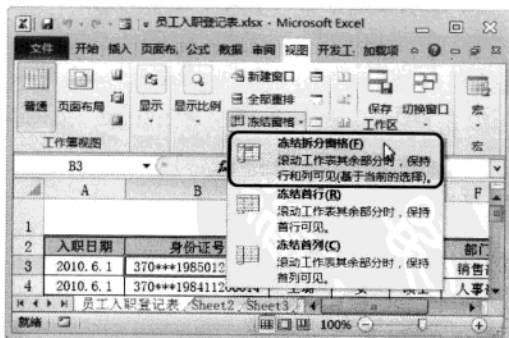 员工入职登记表.xlsx - Microsoft Excel
文件 开始 插入 页面布. 公式 数据 审阅 视图 开发工. 加载项
普通 页面布局 显示 显示比例 新建窗口 全部重排 冻结窗格 保存工作区 切换窗口 宏
工作簿视图 宏
冻结拆分窗格(F)
滚动工作表其余部分时，保持
行和列可见(基于当前的选择)。
冻结首行(R)
滚动工作表其余部分时，保持
首行可见。
冻结首列(C)
滚动工作表其余部分时，保持
首列可见。
B3
A B F
1
2 入职日期 身份证号 部门
3 2010.6.1 370***1985012 销售
4 2010.6.1 370***198411200014 人事
员工入职登记表 Sheet2 Sheet3
就绪 100%